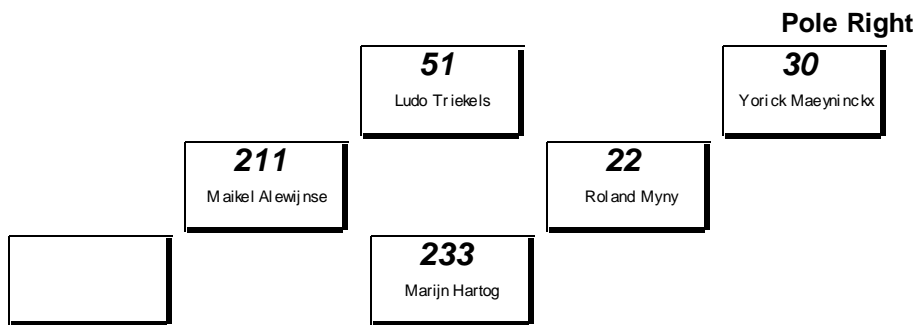 Pole Right
51
Ludo Triekels
30
Yorick Maeyninckx
211
Maikel Alewijnse
22
Roland Myny
233
Marijn Hartog